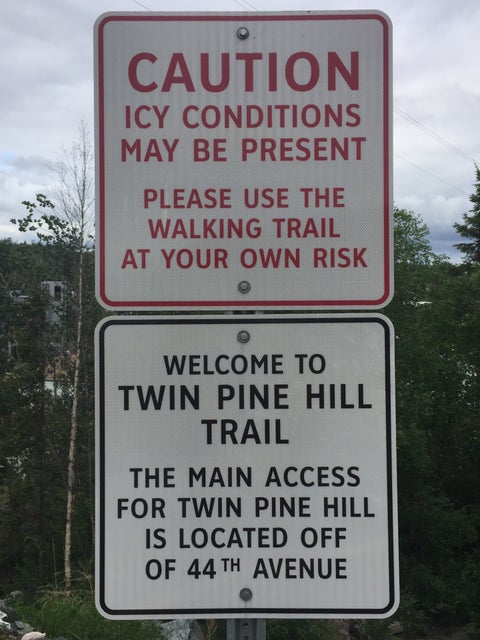 CAUTION
ICY CONDITIONS
MAY BE PRESENT
PLEASE USE THE
WALKING TRAIL
AT YOUR OWN RISK
WELCOME TO
TWIN PINE HILL
TRAIL
THE MAIN ACCESS
FOR TWIN PINE HILL
IS LOCATED OFF
OF 44TH AVENUE